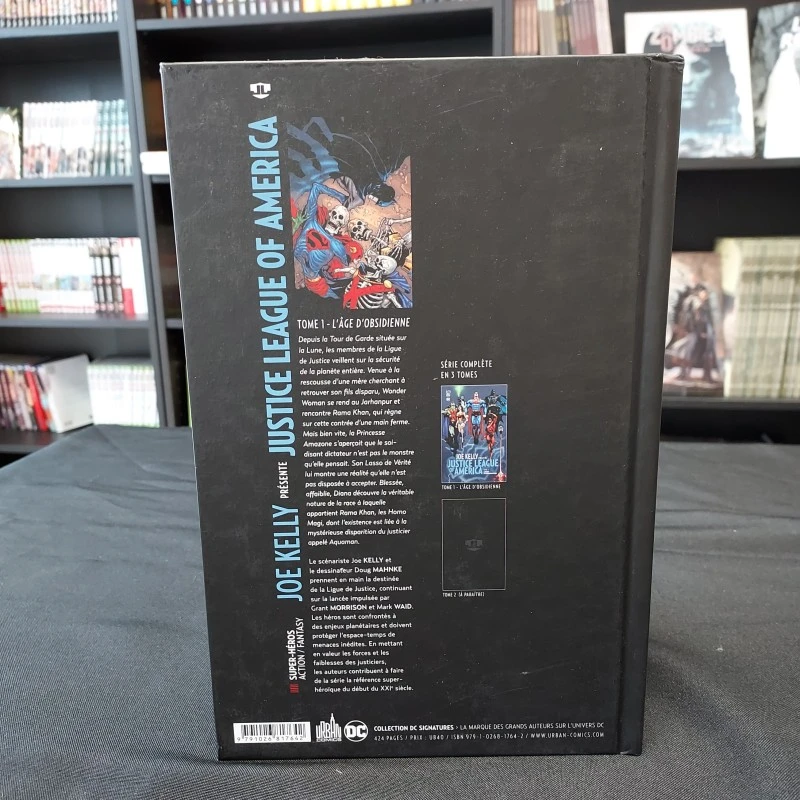 JL
JOE KELLY PRÉSENTE JUSTICE LEAGUE OF AMERICA
SUPER-HÉROS
ACTION / FANTASY
TOME 1 - L'ÂGE D'OBSIDIENNE
Depuis la Tour de Garde située sur
la Lune, les membres de la Ligue
de Justice veillent sur la sécurité
de la planète entière. Venue à la
rescousse d'une mère cherchant à
retrouver son fils disparu, Wonder
Woman se rend au Jarhanpur et
rencontre Rama Khan, qui règne
sur cette contrée d'une main ferme.
Mais bien vite, la Princesse
Amazone s'aperçoit que le soi-
disant dictateur n'est pas le monstre
qu'elle pensait. Son Lasso de Vérité
lui montre une réalité qu'elle n'est
pas disposée à accepter. Blessée,
affaiblie, Diana découvre la véritable
nature de la race à laquelle
appartient Rama Khan, les Homo
Magi, dont l'existence est liée à la
mystérieuse disparition du justicier
appelé Aquaman.
Le scénariste Joe KELLY et
le dessinateur Doug MAHNKE
prennent en main la destinée
de la Ligue de Justice, continuant
sur la lancée impulsée par
Grant MORRISON et Mark WAID.
Les héros sont confrontés à
des enjeux planétaires et doivent
protéger l'espace-temps de
menaces inédites. En mettant
en valeur les forces et les
faiblesses des justiciers,
les auteurs contribuent à faire
de la série la référence super-
héroïque du début du XXIe siècle.
SÉRIE COMPLÈTE
EN 3 TOMES
JOE KELLY
JUSTICE LEAGUE
OF AMERICA
TOME 1 - L'ÂGE D'OBSIDIENNE
TOME 2 (À PARAÎTRE)
9 791026 817642
URBAN
COMICS
DC
COLLECTION DC SIGNATURES - LA MARQUE DES GRANDS AUTEURS SUR L'UNIVERS DC
424 PAGES / PRIX : UB40 / ISBN 979-1-0268-1764-2 / WWW.URBAN-COMICS.COM